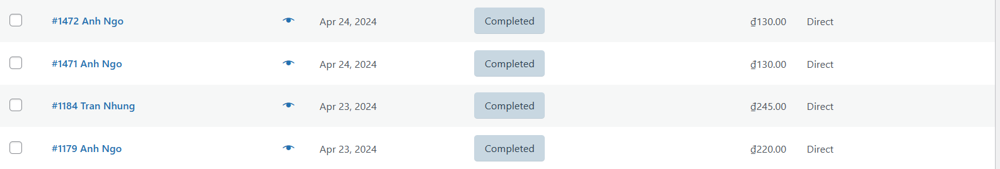 #1472 Anh Ngo Apr 24, 2024 Completed ₫130.00 Direct
#1471 Anh Ngo Apr 24, 2024 Completed ₫130.00 Direct
#1184 Tran Nhung Apr 23, 2024 Completed ₫245.00 Direct
#1179 Anh Ngo Apr 23, 2024 Completed ₫220.00 Direct